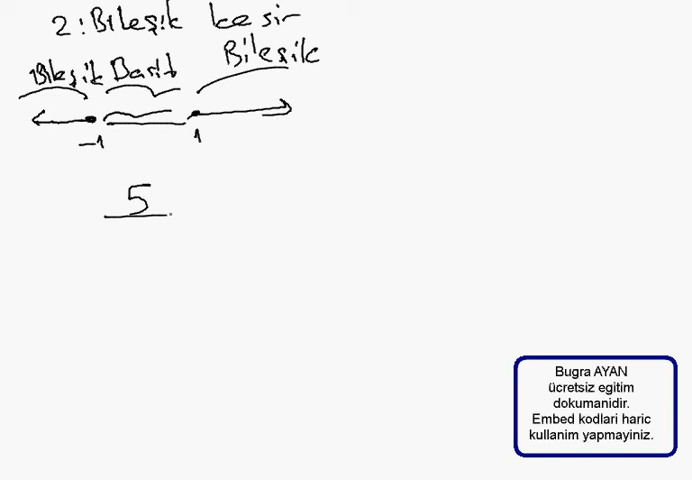 2: Bileşik kesir
Bileşik
Bileşik Basit
-1 1
5
Bugra AYAN
ücretsiz egitim
dokumanidir.
Embed kodlari haric
kullanim yapmayiniz.